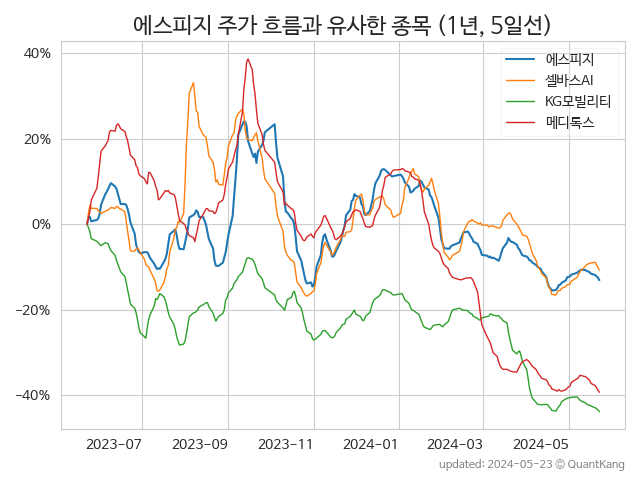 에스피지 주가 흐름과 유사한 종목 (1년, 5일선)
에스피지
셀바스AI
KG모빌리티
메디톡스
40%
20%
0%
−20%
−40%
2023-07
2023-09
2023-11
2024-01
2024-03
2024-05
updated: 2024-05-23 © QuantKang